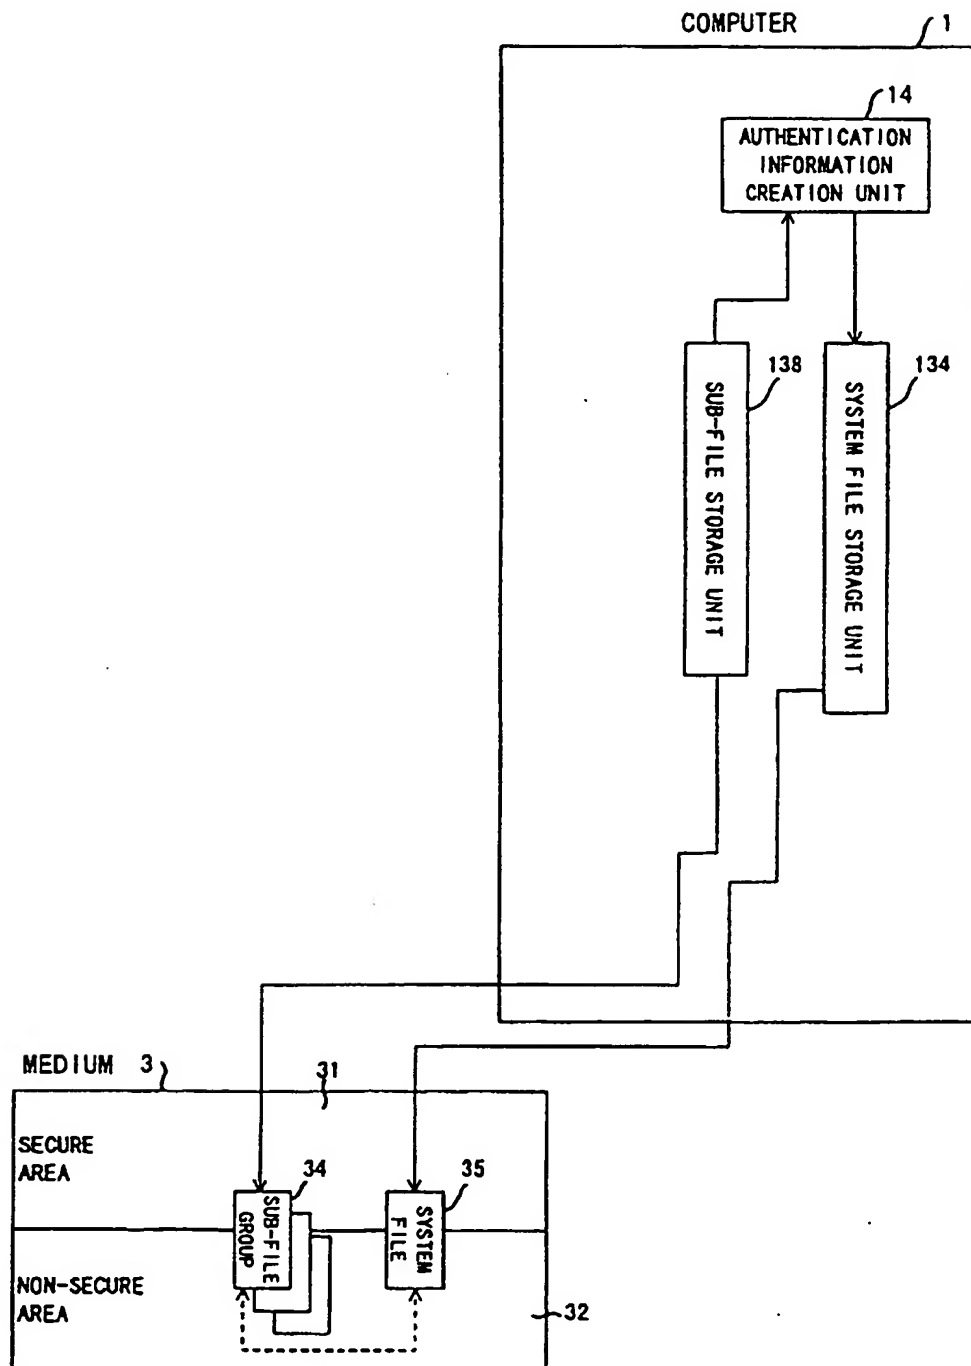 COMPUTER 1
14
AUTHENTICATION
INFORMATION
CREATION UNIT
138
134
SUB-FILE STORAGE UNIT
SYSTEM FILE STORAGE UNIT
MEDIUM 3
31
SECURE
AREA
34
35
SUB-FILE
GROUP
SYSTEM
FILE
NON-SECURE
AREA
32